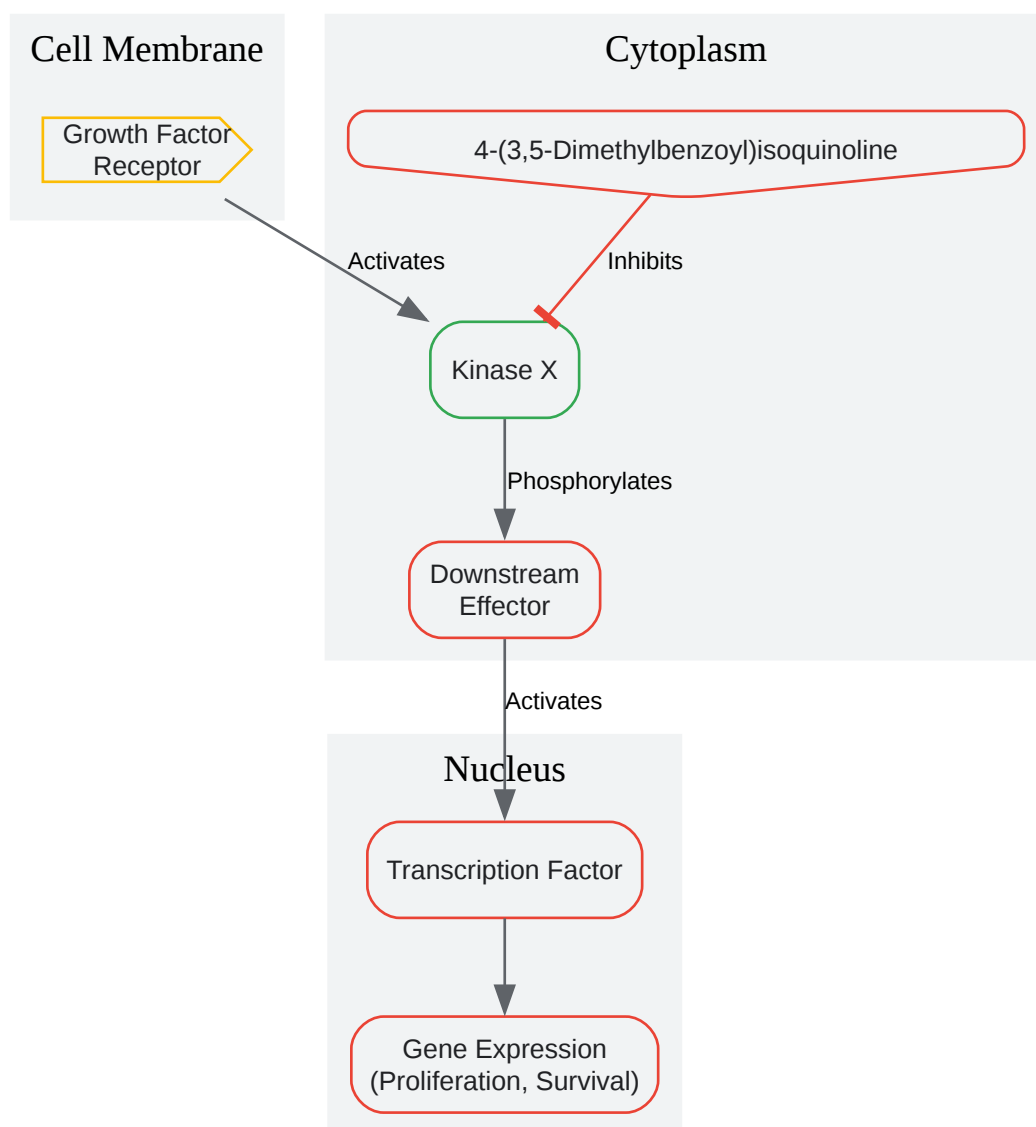 Cell Membrane
Cytoplasm
Growth Factor
Receptor
4-(3,5-Dimethylbenzoyl)isoquinoline
Activates
Inhibits
Kinase X
Phosphorylates
Downstream
Effector
Activates
Nucleus
Transcription Factor
Gene Expression
(Proliferation, Survival)